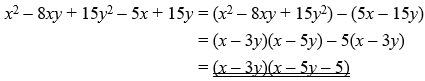 x² – 8xy + 15y² – 5x + 15y = (x² – 8xy + 15y²) – (5x – 15y)
= (x – 3y)(x – 5y) – 5(x – 3y)
= (x – 3y)(x – 5y – 5)